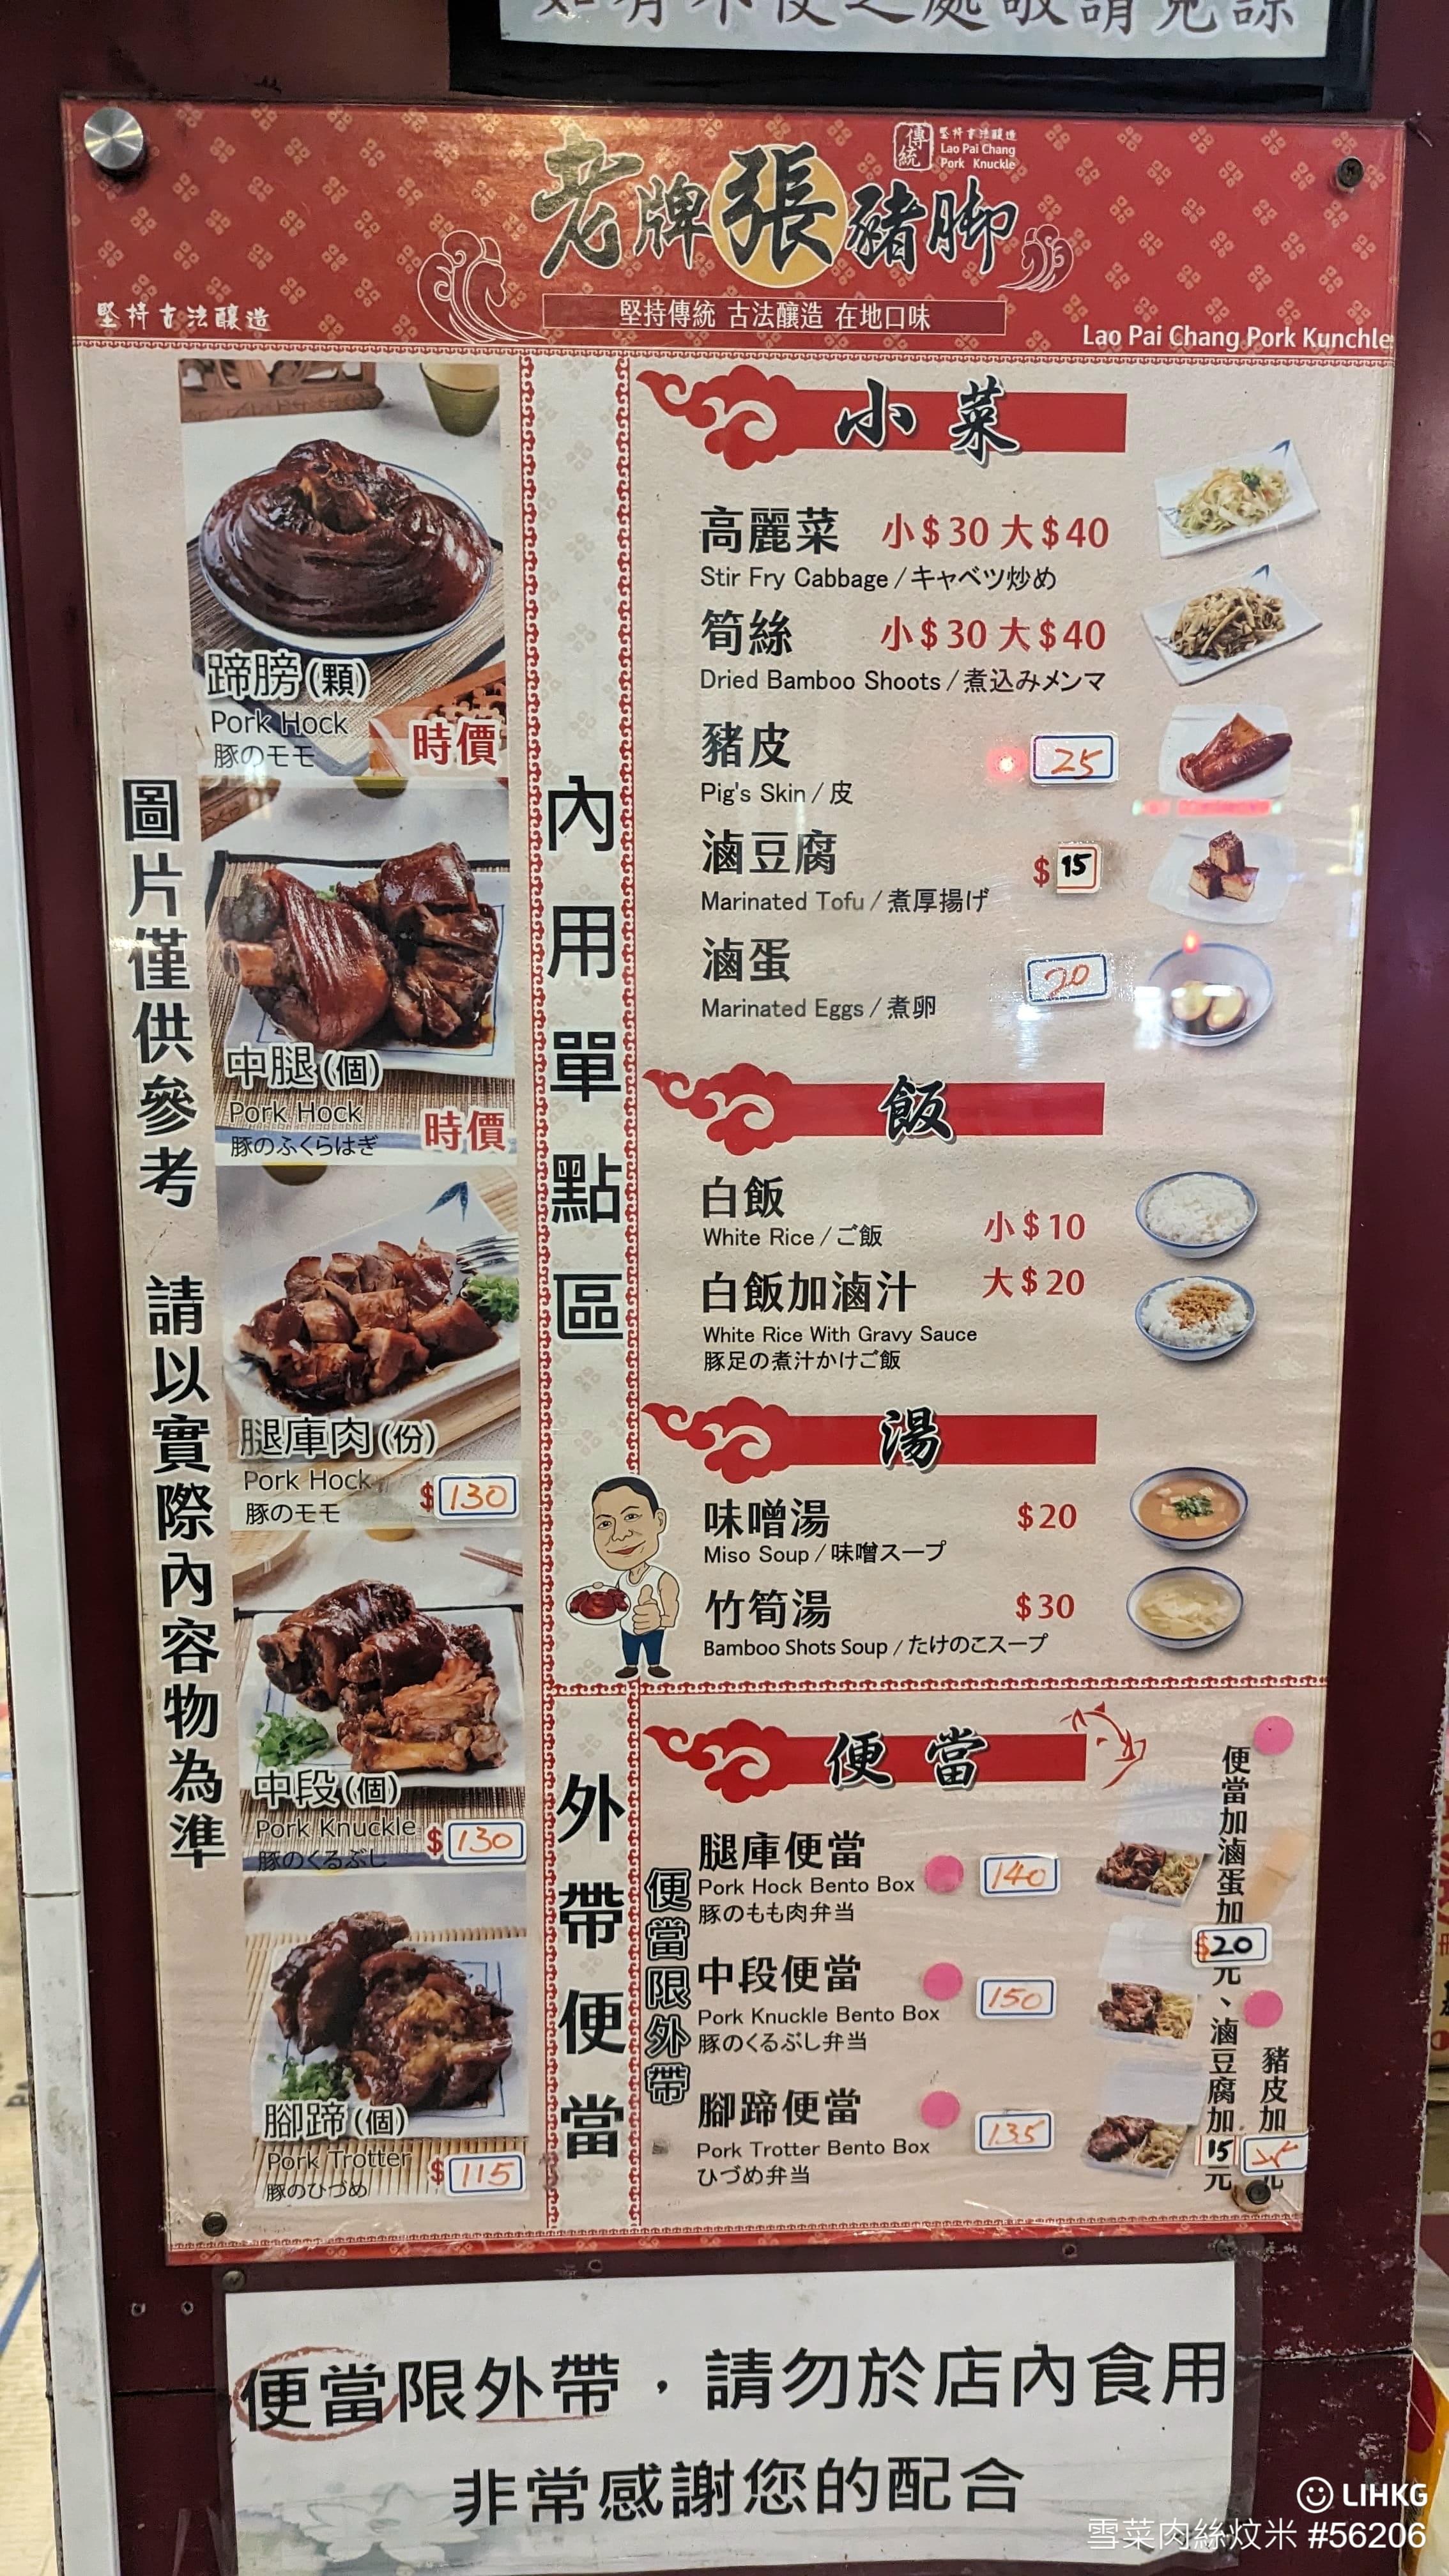 如有不便之處敬請見諒
傳統
堅持古法釀造
Lao Pai Chang
Pork Knuckle
老牌張豬腳
堅持古法釀造
堅持傳統 古法釀造 在地口味
Lao Pai Chang Pork Kunchle
圖片僅供參考 請以實際內容物為準
蹄膀(顆)
Pork Hock
豚のモモ
時價
中腿(個)
Pork Hock
豚のふくらはぎ
時價
腿庫肉(份)
Pork Hock
豚のモモ
$130
中段(個)
Pork Knuckle
豚のくるぶし
$130
腳蹄(個)
Pork Trotter
豚のひづめ
$115
內用單點區
小菜
高麗菜 小$30 大$40
Stir Fry Cabbage/キャベツ炒め
筍絲 小$30 大$40
Dried Bamboo Shoots/煮込みメンマ
豬皮 25
Pig's Skin/皮
滷豆腐 $15
Marinated Tofu/煮厚揚げ
滷蛋 20
Marinated Eggs/煮卵
飯
白飯 小$10
White Rice/ご飯
白飯加滷汁 大$20
White Rice With Gravy Sauce
豚足の煮汁かけご飯
湯
味噌湯 $20
Miso Soup/味噌スープ
竹筍湯 $30
Bamboo Shots Soup/たけのこスープ
外帶便當
便當
便當限外帶
腿庫便當 140
Pork Hock Bento Box
豚のもも肉弁当
中段便當 150
Pork Knuckle Bento Box
豚のくるぶし弁当
腳蹄便當 135
Pork Trotter Bento Box
ひづめ弁当
便當加滷蛋加$20元、滷豆腐加15元
豬皮加25元
便當限外帶，請勿於店內食用
非常感謝您的配合
LIHKG
雪菜肉絲炆米 #56206